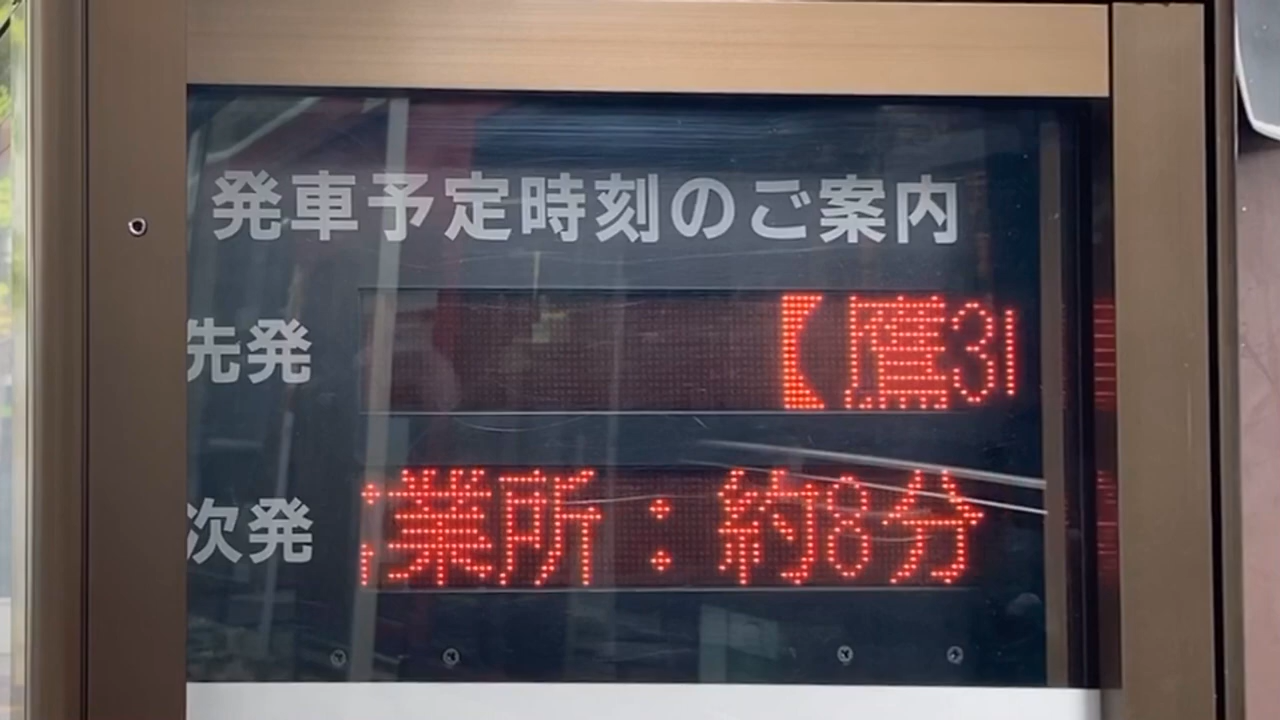 発車予定時刻のご案内
先発 【鷹3
次発 業所：約8分